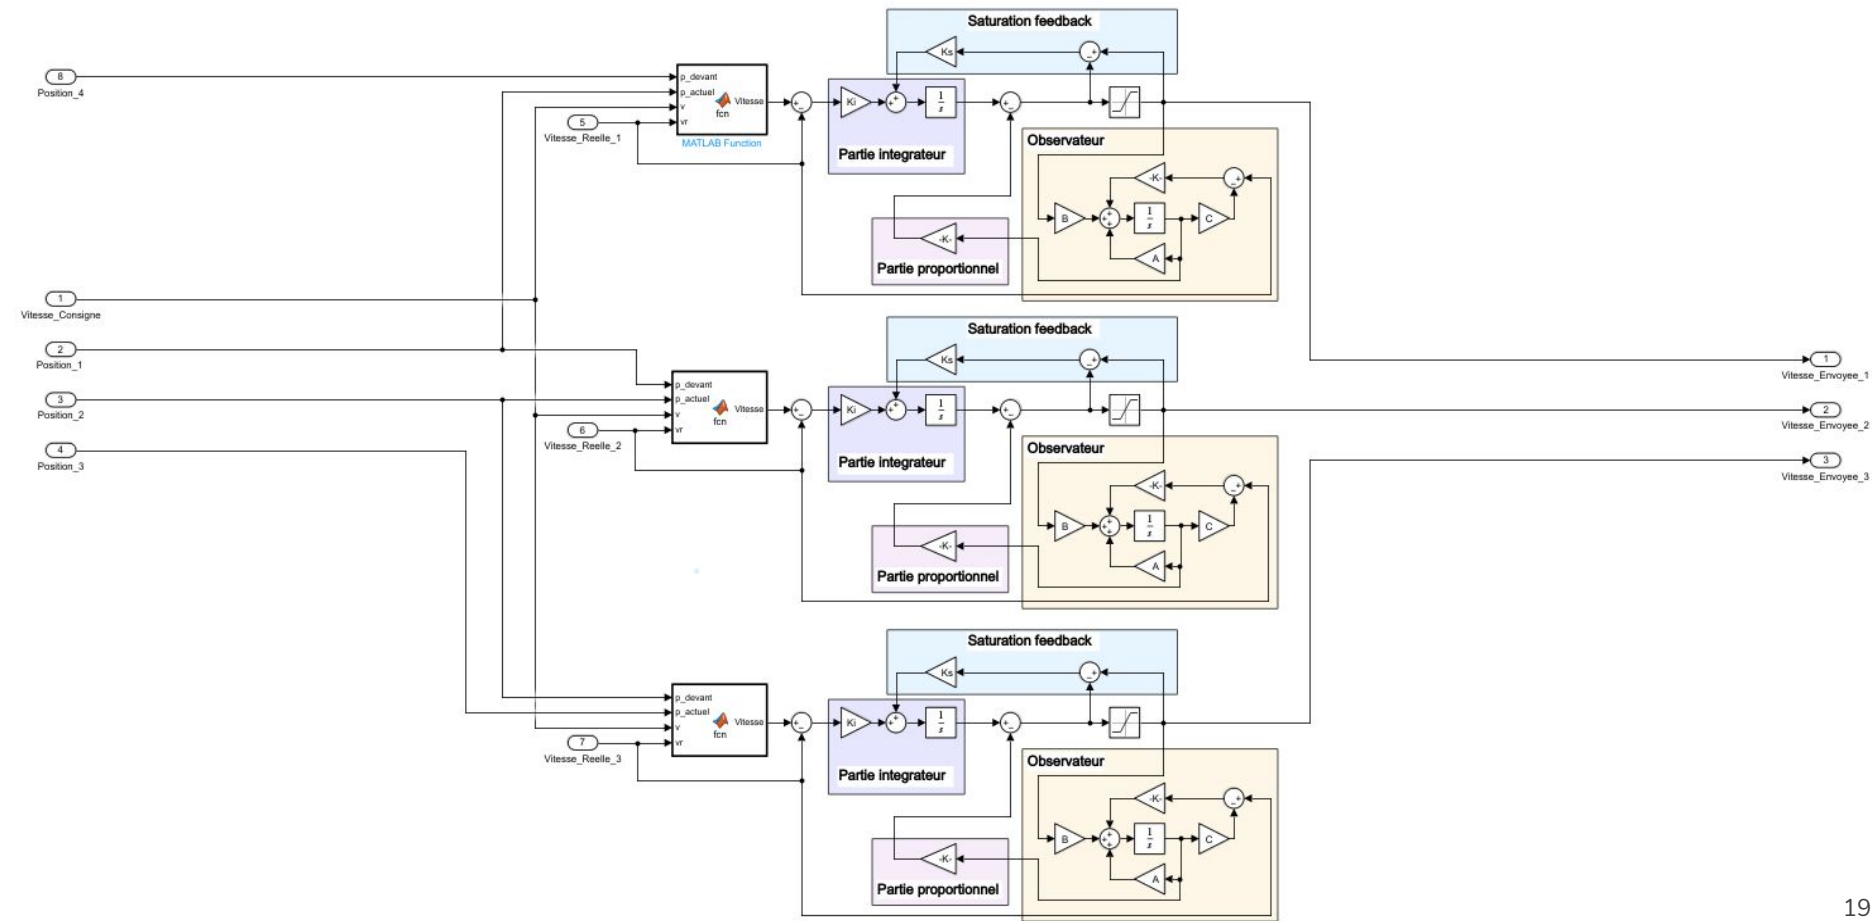 Saturation feedback
Ks
8
Position_4
p_devant
p_actuel
v
vr
Vitesse
fcn
MATLAB Function
5
Vitesse_Reelle_1
Ki
1
s
Partie integrateur
Observateur
-K-
B
1
s
C
A
-K-
Partie proportionnel
1
Vitesse_Consigne
2
Position_1
3
Position_2
4
Position_3
Saturation feedback
Ks
p_devant
p_actuel
v
vr
Vitesse
fcn
6
Vitesse_Reelle_2
Ki
1
s
Partie integrateur
Observateur
-K-
B
1
s
C
A
-K-
Partie proportionnel
1
Vitesse_Envoyee_1
2
Vitesse_Envoyee_2
3
Vitesse_Envoyee_3
Saturation feedback
Ks
p_devant
p_actuel
v
vr
Vitesse
fcn
7
Vitesse_Reelle_3
Ki
1
s
Partie integrateur
Observateur
-K-
B
1
s
C
A
-K-
Partie proportionnel
19